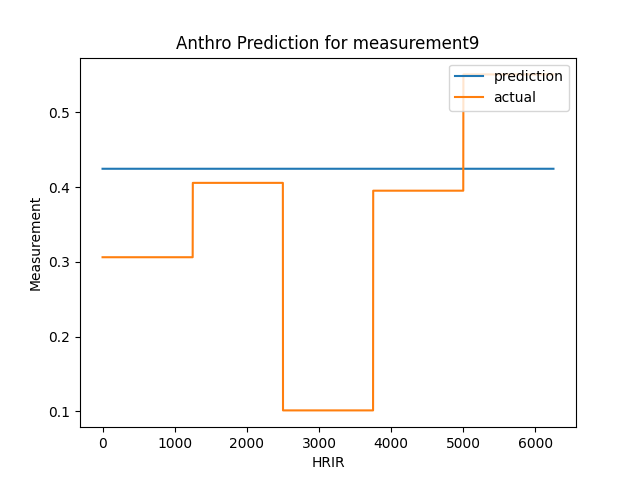 Anthro Prediction for measurement9
prediction
actual
0.5
0.4
0.3
0.2
0.1
Measurement
0 1000 2000 3000 4000 5000 6000
HRIR